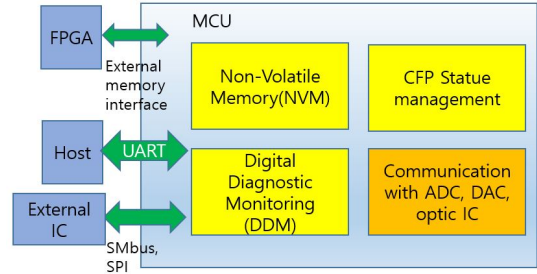 MCU
FPGA
External
memory
interface
Non-Volatile
Memory(NVM)
CFP Statue
management
Host
UART
Digital
Diagnostic
Monitoring
(DDM)
Communication
with ADC, DAC,
optic IC
External
IC
SMbus,
SPI